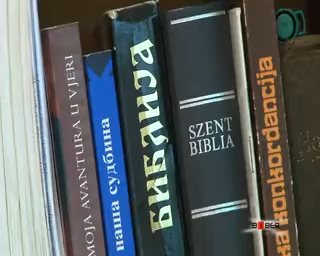 MOJA AVANTURA U VJERI
наша судбина
БИБЛИЈА
SZENT
BIBLIA
konkordancija